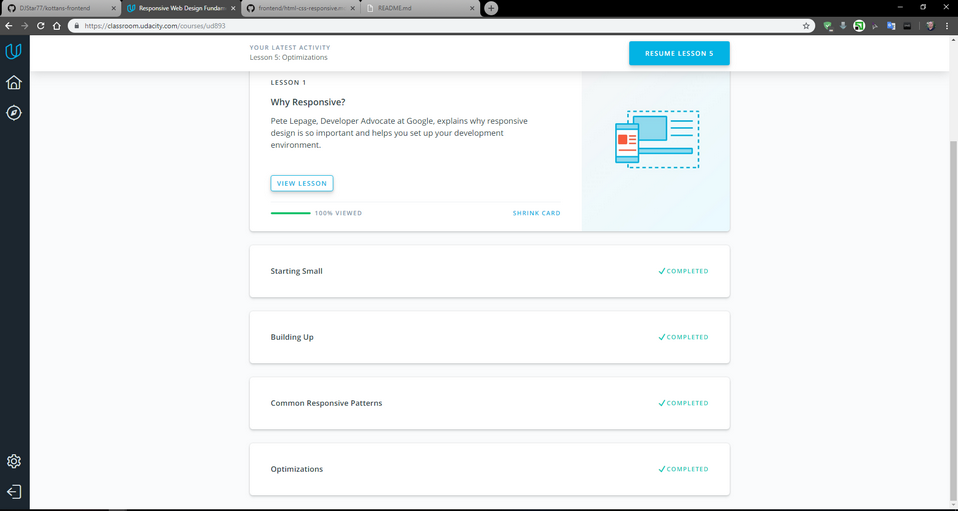 DJStar77/kottans-frontend
Responsive Web Design Fundam
frontend/html-css-responsive.m
README.md
https://classroom.udacity.com/courses/ud893
YOUR LATEST ACTIVITY
Lesson 5: Optimizations
RESUME LESSON 5
LESSON 1
Why Responsive?
Pete Lepage, Developer Advocate at Google, explains why responsive
design is so important and helps you set up your development
environment.
VIEW LESSON
100% VIEWED
SHRINK CARD
Starting Small
COMPLETED
Building Up
COMPLETED
Common Responsive Patterns
COMPLETED
Optimizations
COMPLETED